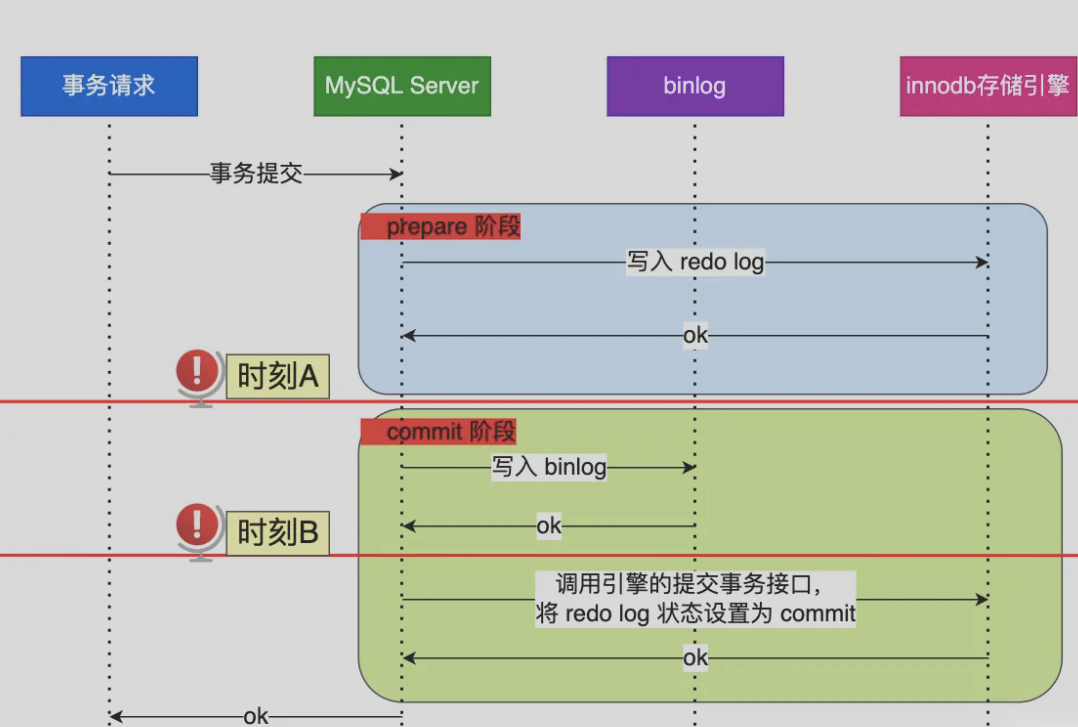 事务请求
MySQL Server
binlog
innodb存储引擎
事务提交
prepare 阶段
写入 redo log
ok
时刻A
commit 阶段
写入 binlog
ok
时刻B
调用引擎的提交事务接口，
将 redo log 状态设置为 commit
ok
ok